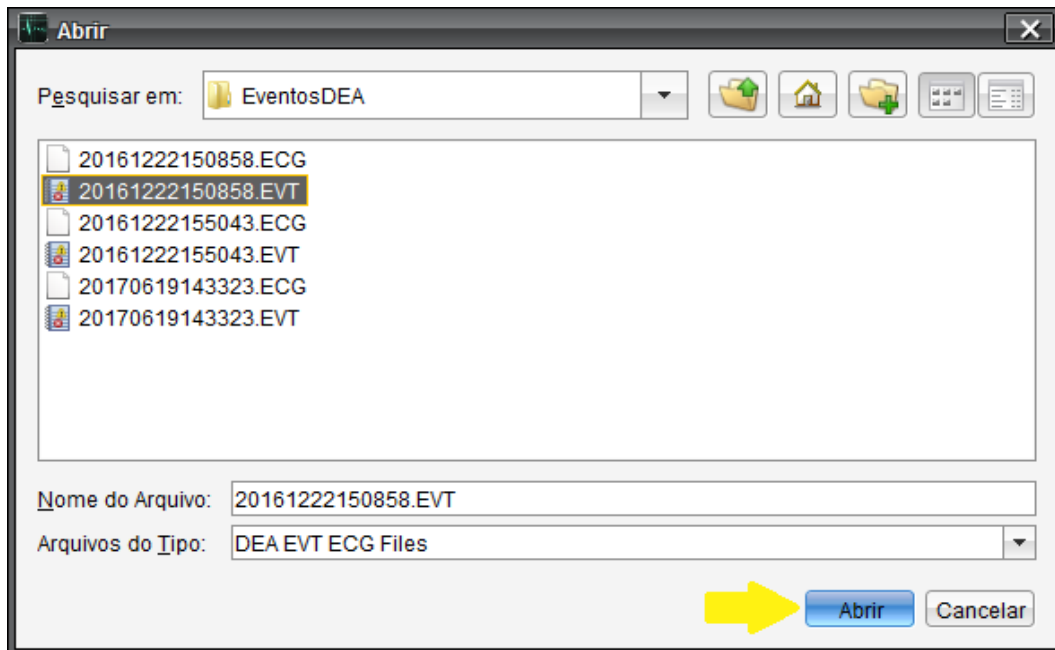 Abrir
Pesquisar em: EventosDEA
20161222150858.ECG
20161222150858.EVT
20161222155043.ECG
20161222155043.EVT
20170619143323.ECG
20170619143323.EVT
Nome do Arquivo: 20161222150858.EVT
Arquivos do Tipo: DEA EVT ECG Files
Abrir Cancelar